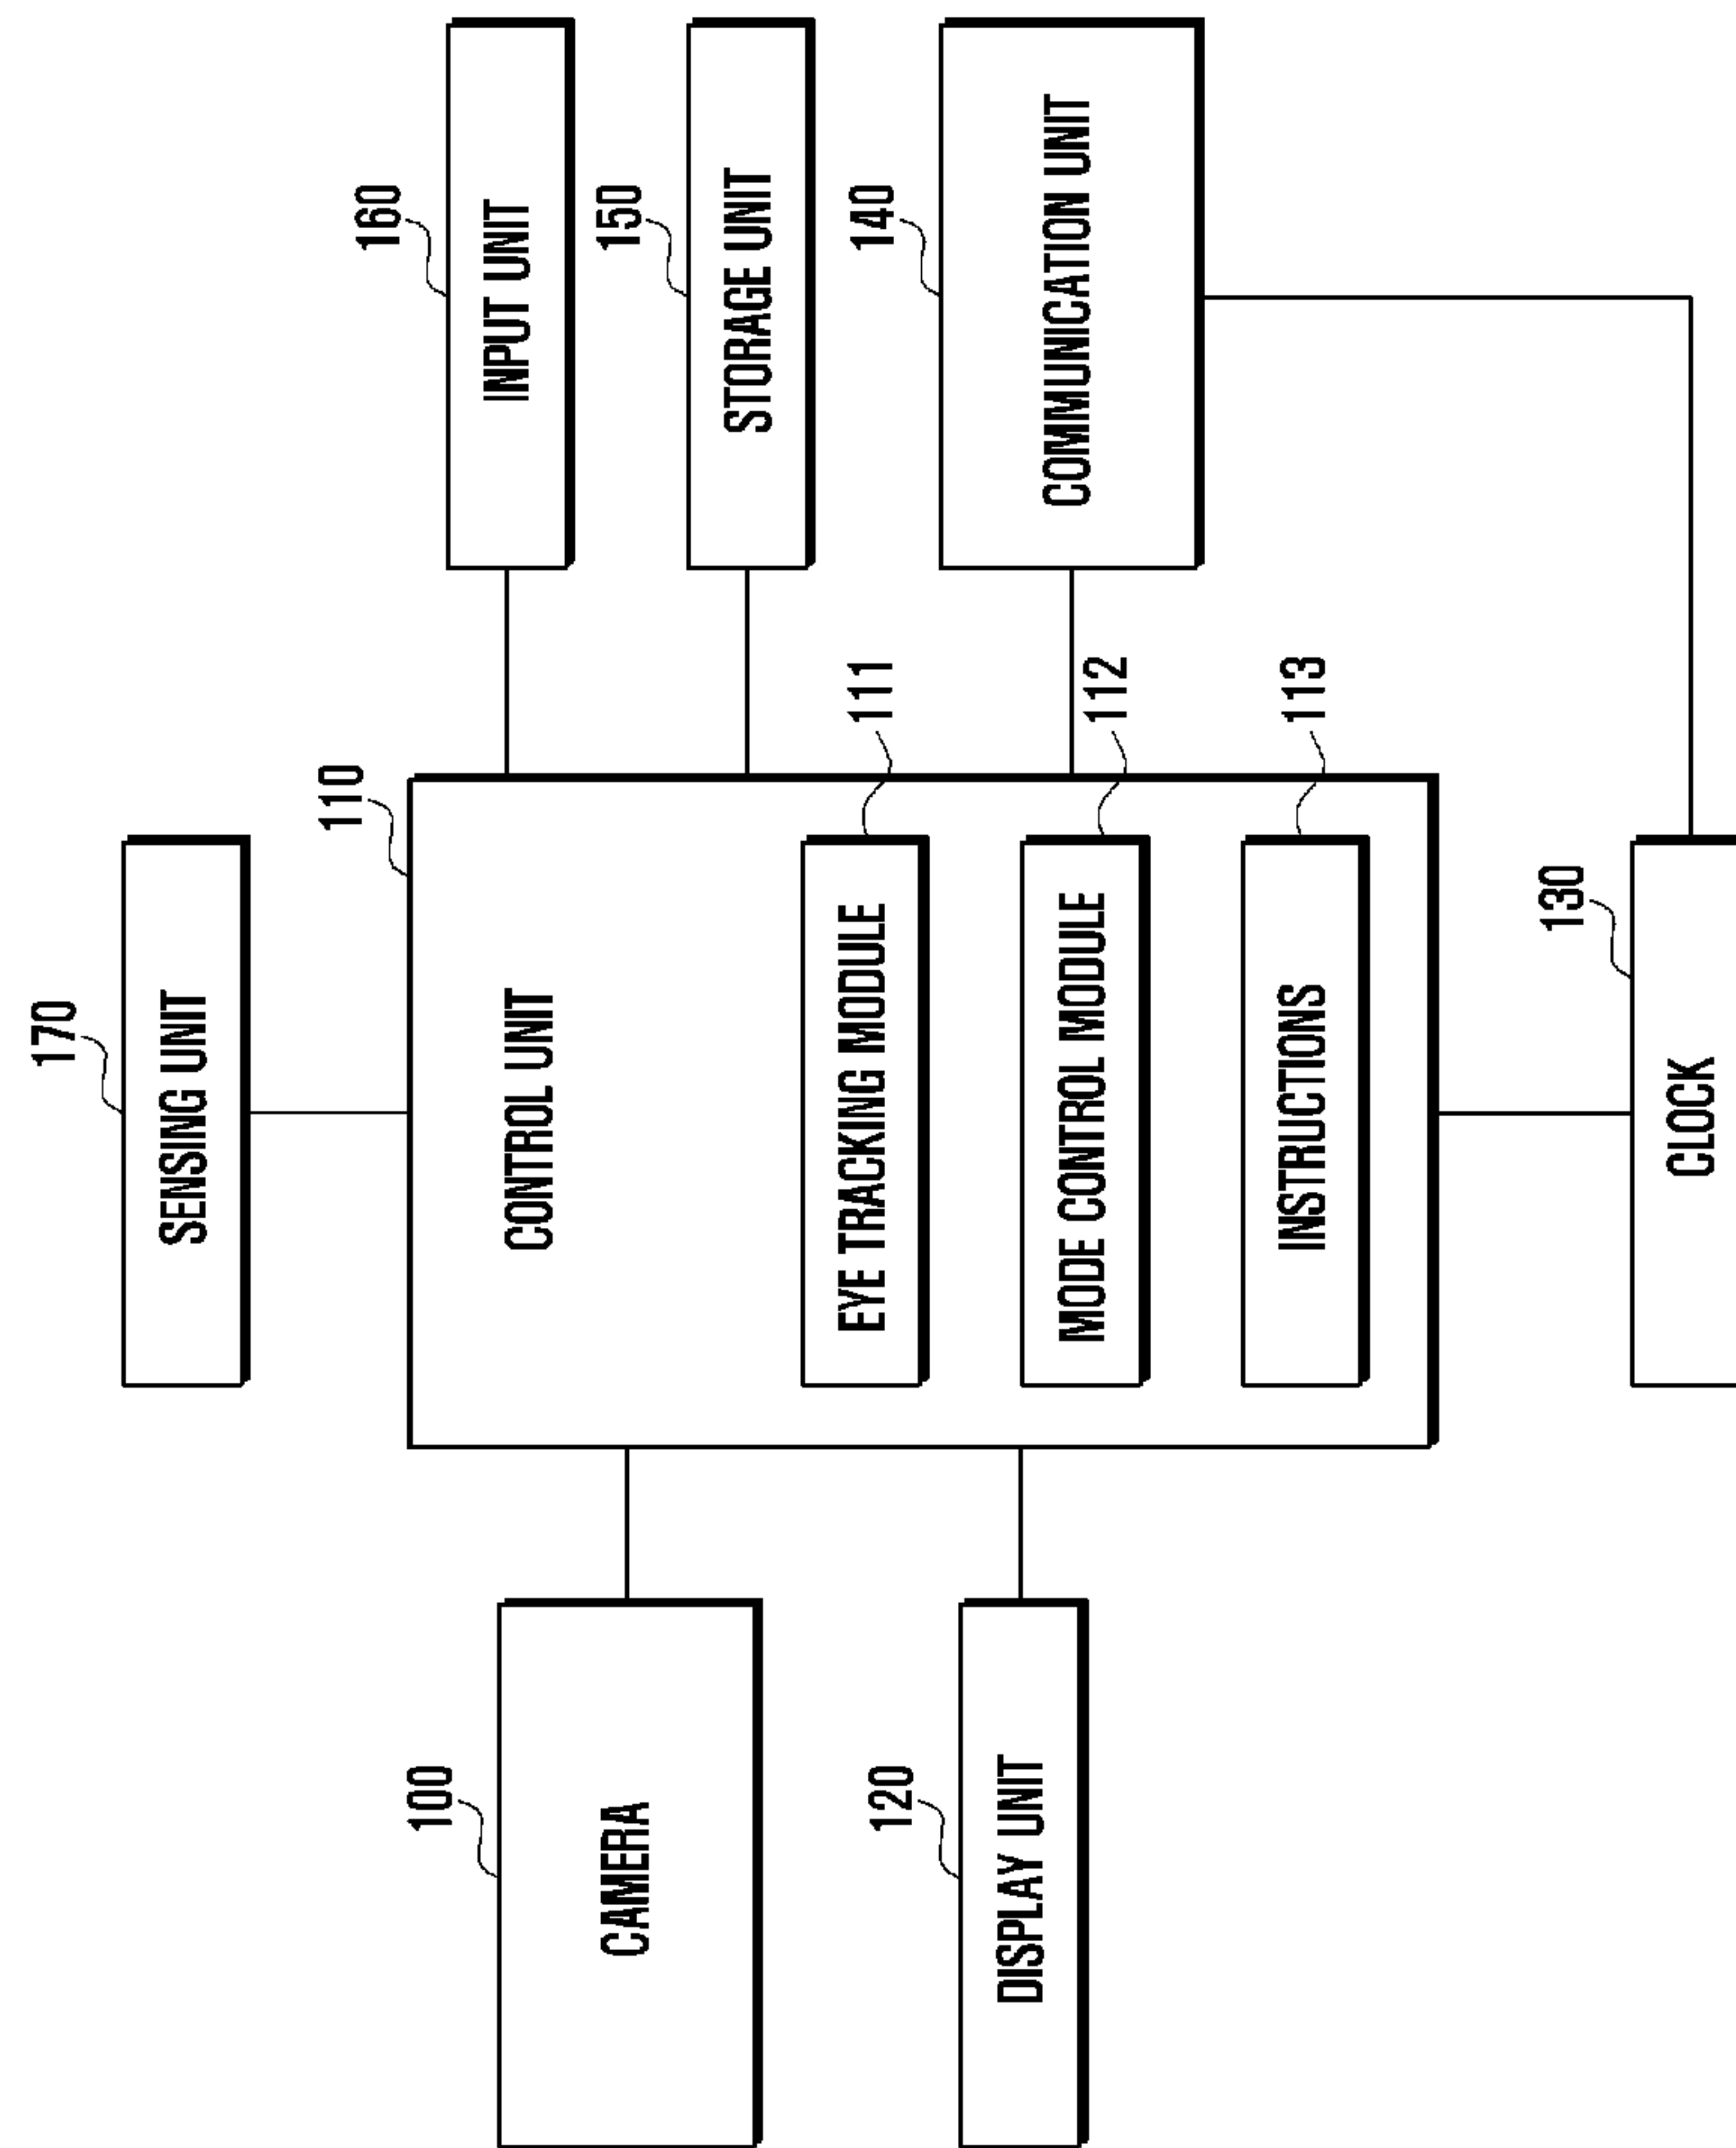 170
SENSING UNIT
110
CONTROL UNIT
160
INPUT UNIT
100
CAMERA
150
STORAGE UNIT
111
EYE TRACKING MODULE
140
COMMUNICATION UNIT
120
DISPLAY UNIT
112
MODE CONTROL MODULE
113
INSTRUCTIONS
130
CLOCK